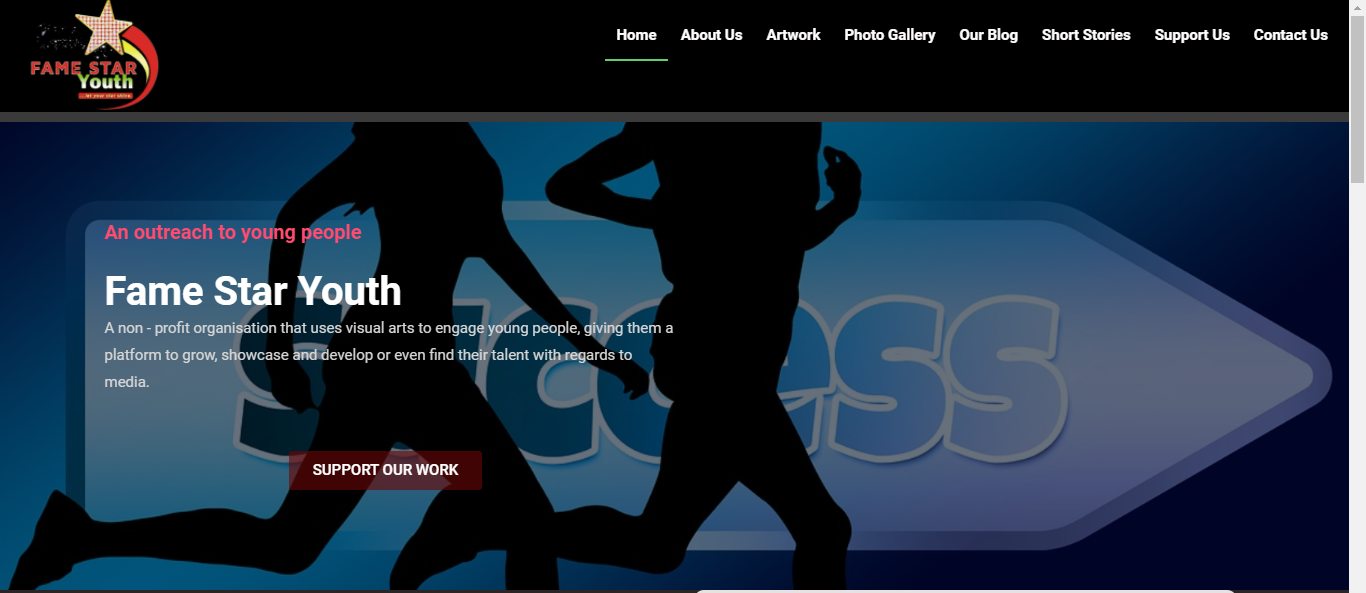 FAME STAR
Youth
... let your star shine.
Home About Us Artwork Photo Gallery Our Blog Short Stories Support Us Contact Us
success
An outreach to young people
Fame Star Youth
A non - profit organisation that uses visual arts to engage young people, giving them a
platform to grow, showcase and develop or even find their talent with regards to
media.
SUPPORT OUR WORK